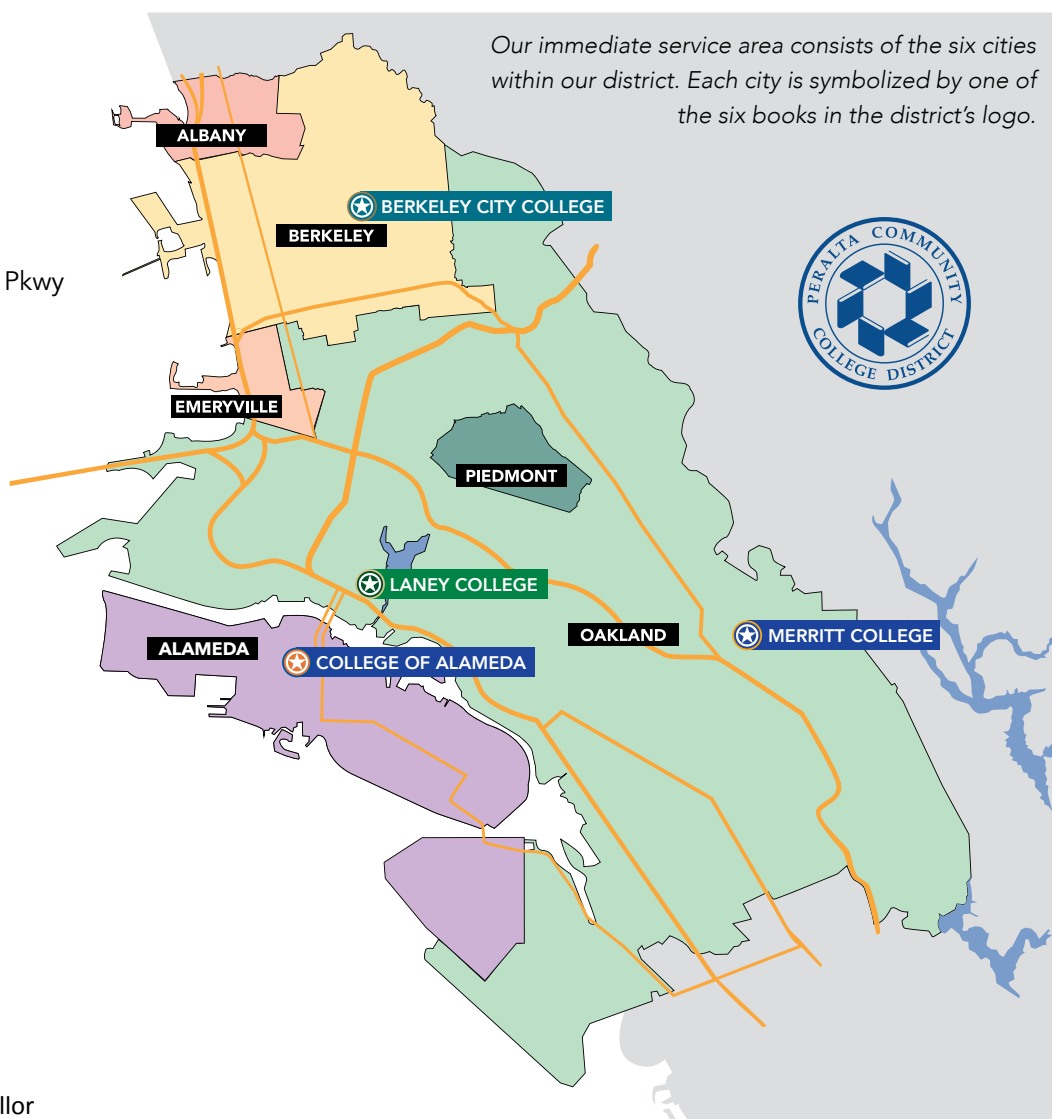 Our immediate service area consists of the six cities
within our district. Each city is symbolized by one of
the six books in the district's logo.
ALBANY
BERKELEY CITY COLLEGE
BERKELEY
PERALTA COMMUNITY
COLLEGE DISTRICT
Pkwy
EMERYVILLE
PIEDMONT
LANEY COLLEGE
OAKLAND
MERRITT COLLEGE
ALAMEDA
COLLEGE OF ALAMEDA
llor